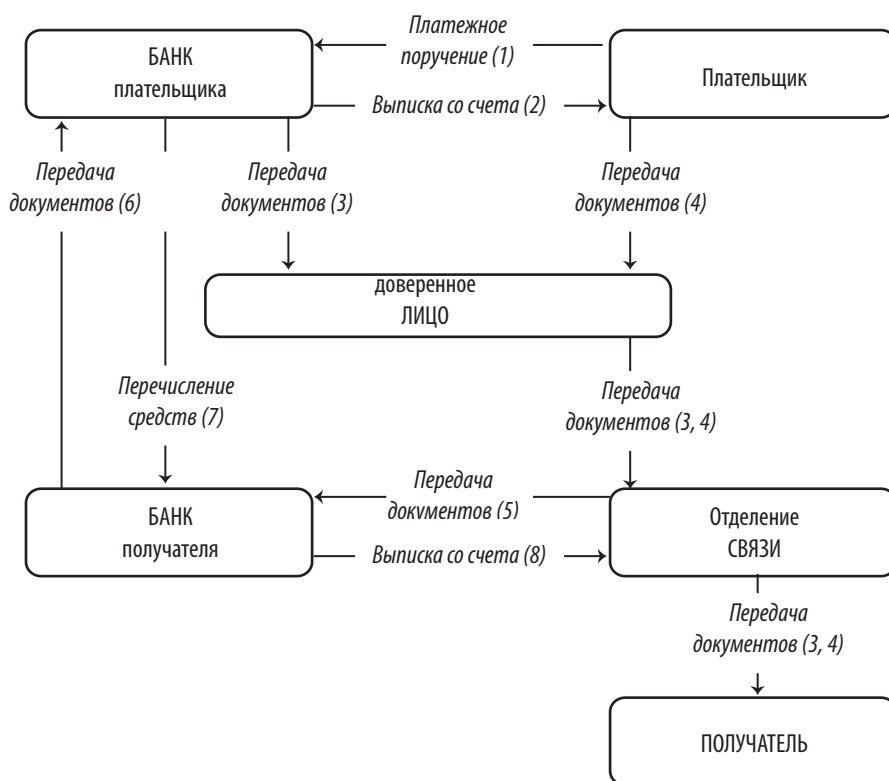 Платежное
поручение (1)
БАНК
плательщика
Плательщик
Выписка со счета (2)
Передача
документов (6)
Передача
документов (3)
Передача
документов (4)
доверенное
ЛИЦО
Перечисление
средств (7)
Передача
документов (3, 4)
Передача
документов (5)
БАНК
получателя
Отделение
СВЯЗИ
Выписка со счета (8)
Передача
документов (3, 4)
ПОЛУЧАТЕЛЬ